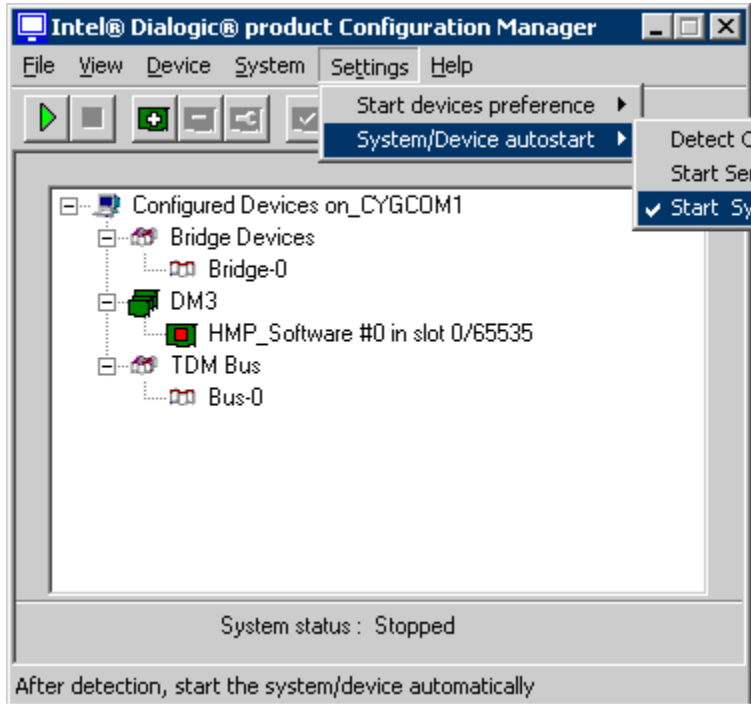 Intel® Dialogic® product Configuration Manager
File View Device System Settings Help
Start devices preference
System/Device autostart
Detect
Start
Start
Configured Devices on_CYGCOM1
Bridge Devices
Bridge-0
DM3
HMP_Software #0 in slot 0/65535
TDM Bus
Bus-0
System status : Stopped
After detection, start the system/device automatically